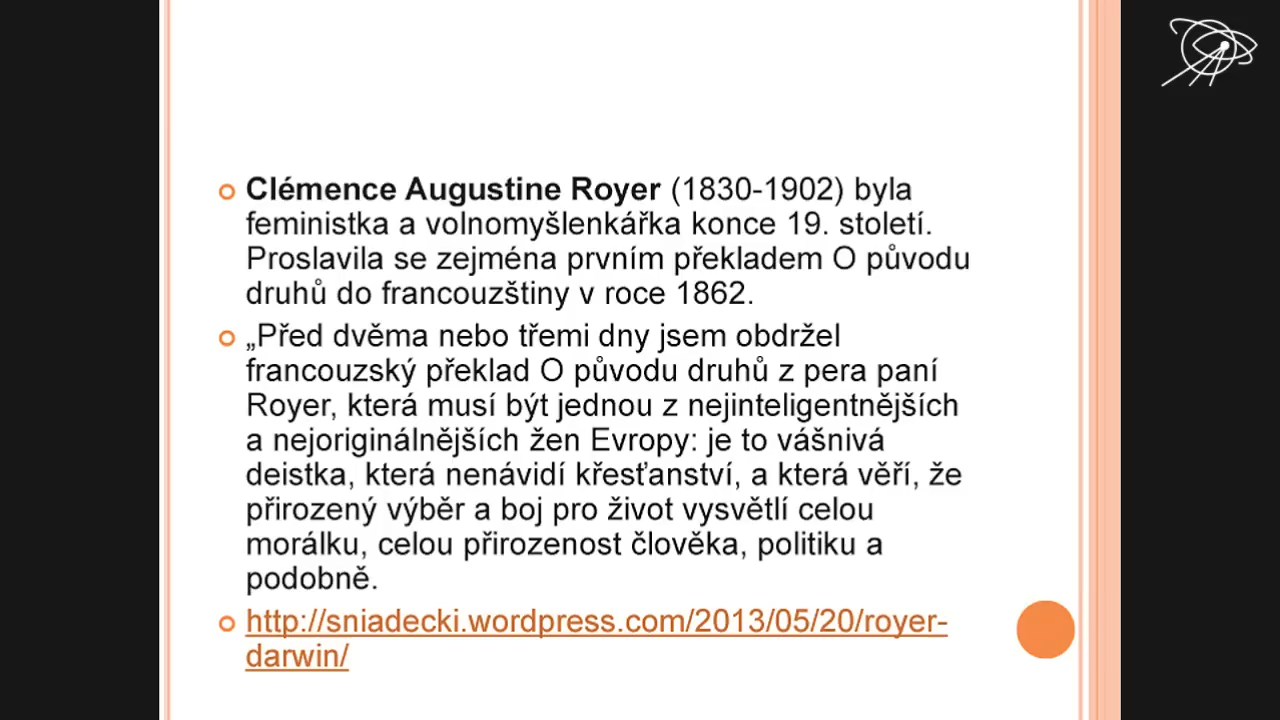 Clémence Augustine Royer (1830-1902) byla
feministka a volnomyšlenkářka konce 19. století.
Proslavila se zejména prvním překladem O původu
druhů do francouzštiny v roce 1862.
„Před dvěma nebo třemi dny jsem obdržel
francouzský překlad O původu druhů z pera paní
Royer, která musí být jednou z nejinteligentnějších
a nejoriginálnějších žen Evropy: je to vášnivá
deistka, která nenávidí křesťanství, a která věří, že
přirozený výběr a boj pro život vysvětlí celou
morálku, celou přirozenost člověka, politiku a
podobně.
http://sniadecki.wordpress.com/2013/05/20/royer-
darwin/